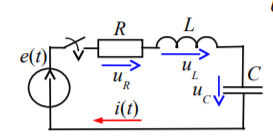 R L
e(t)
u_R u_L u_C C
i(t)